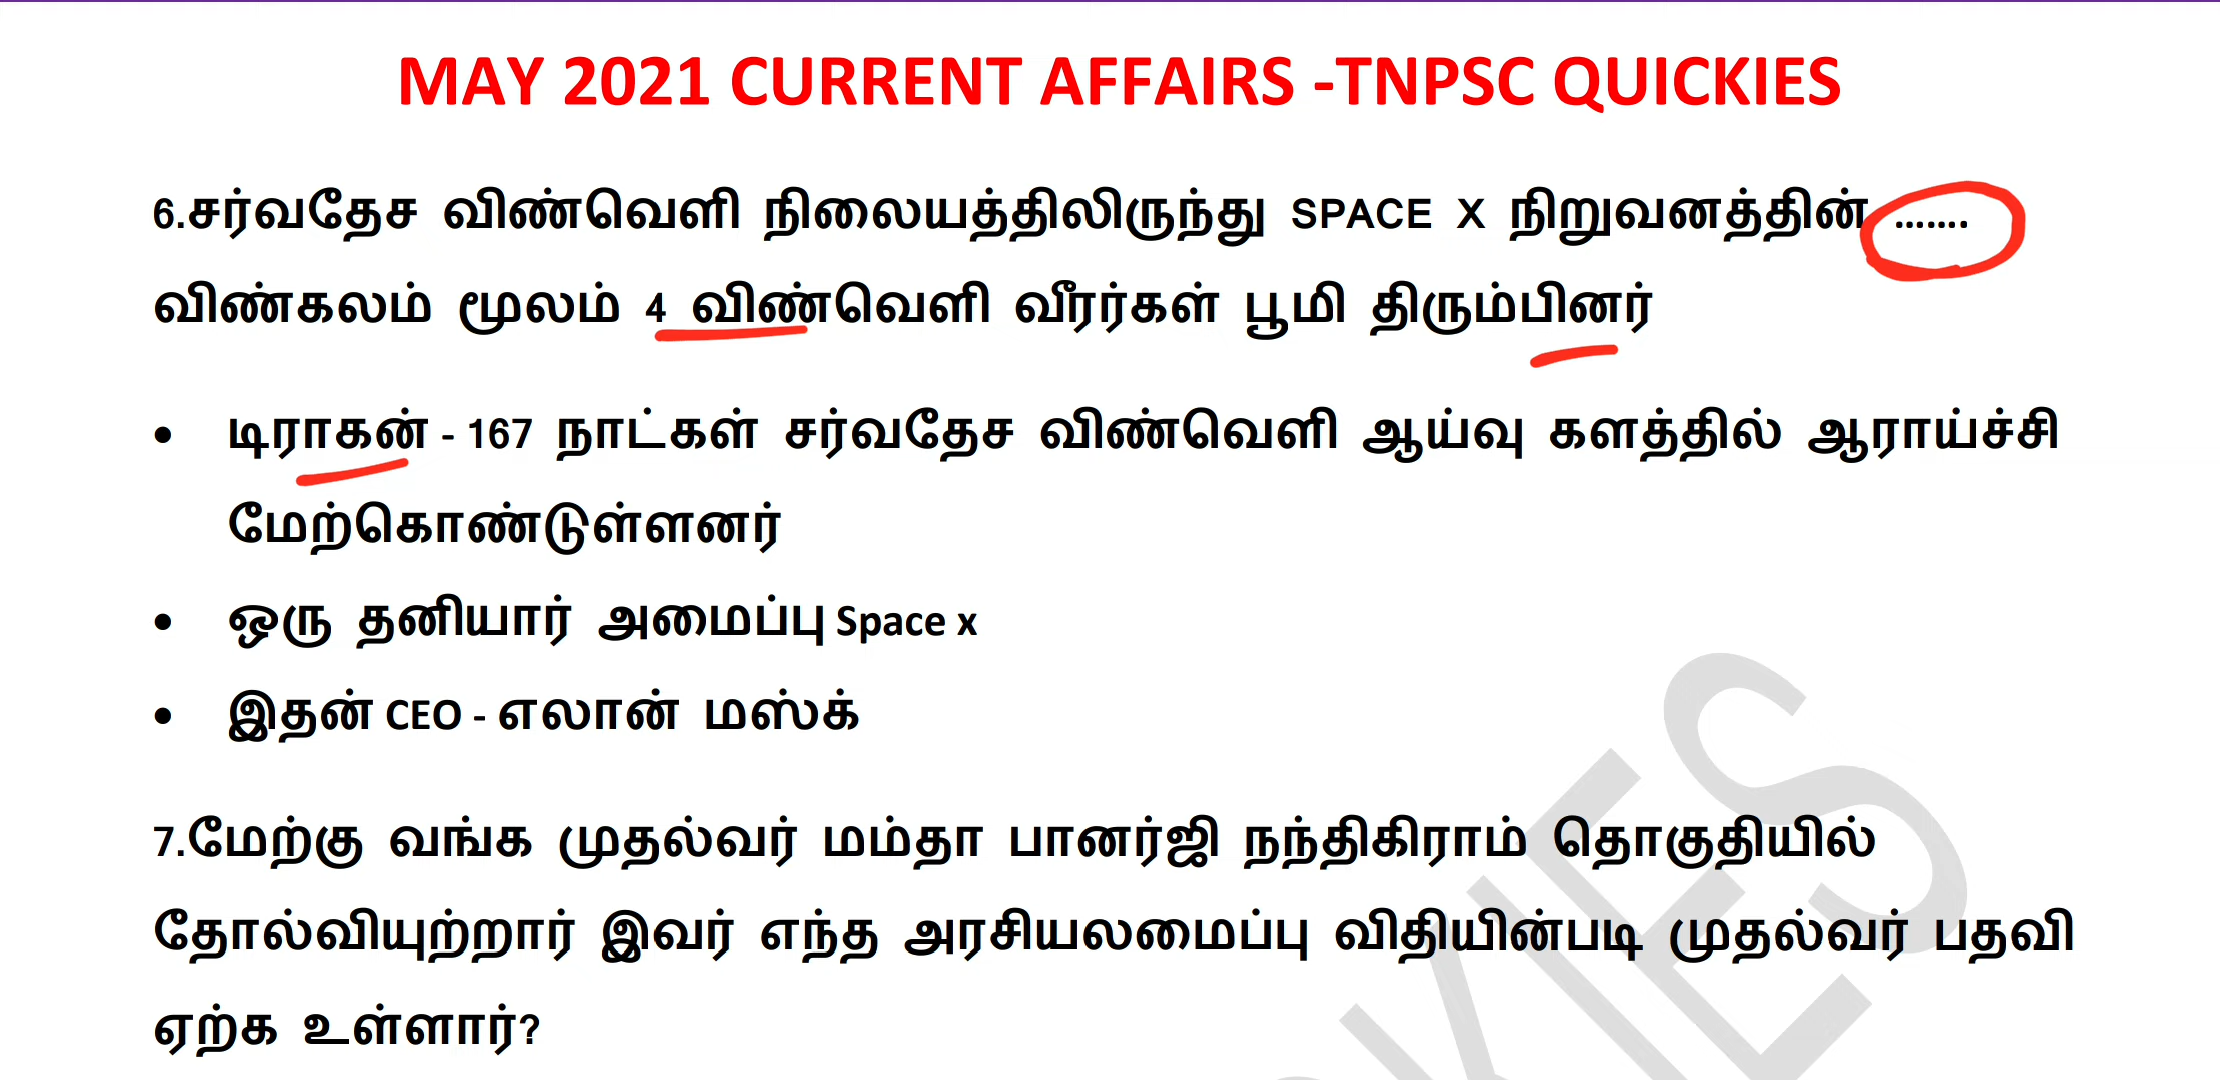 MAY 2021 CURRENT AFFAIRS -TNPSC QUICKIES
6.சர்வதேச விண்வெளி நிலையத்திலிருந்து SPACE X நிறுவனத்தின் .......
விண்கலம் மூலம் 4 விண்வெளி வீரர்கள் பூமி திரும்பினர்
• டிராகன் - 167 நாட்கள் சர்வதேச விண்வெளி ஆய்வு களத்தில் ஆராய்ச்சி
மேற்கொண்டுள்ளனர்
• ஒரு தனியார் அமைப்பு Space x
• இதன் CEO - எலான் மஸ்க்
7.மேற்கு வங்க முதல்வர் மம்தா பானர்ஜி நந்திகிராம் தொகுதியில்
தோல்வியுற்றார் இவர் எந்த அரசியலமைப்பு விதியின்படி முதல்வர் பதவி
ஏற்க உள்ளார்?
KIES